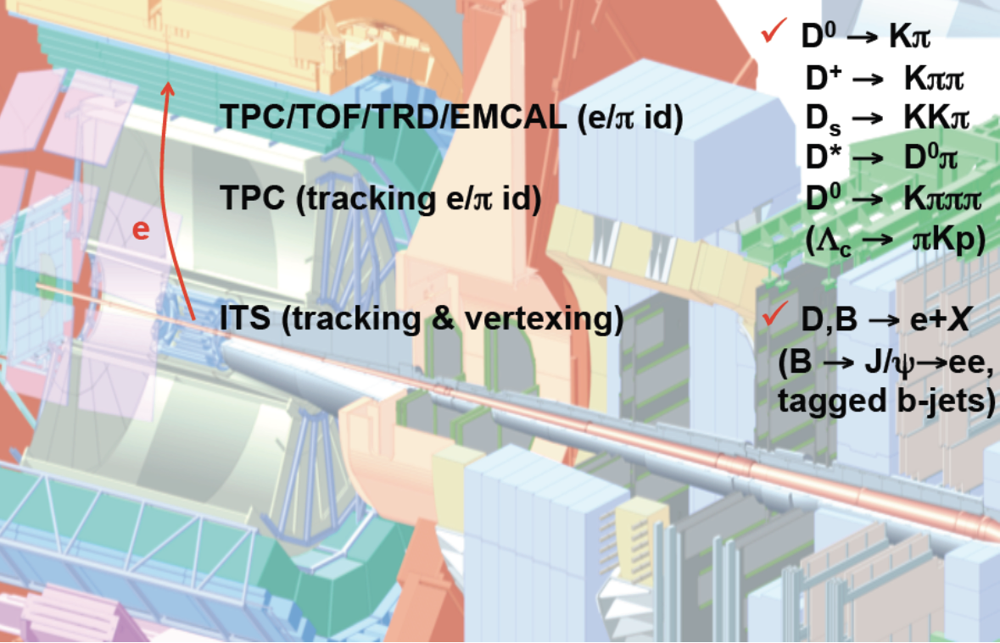 ✓ D⁰ → Kπ
D⁺ → Kππ
Dₛ → KKπ
D* → D⁰π
D⁰ → Kπππ
(Λc → πKp)
✓ D,B → e+X
(B → J/ψ→ee,
tagged b-jets)
TPC/TOF/TRD/EMCAL (e/π id)
TPC (tracking e/π id)
e
ITS (tracking & vertexing)